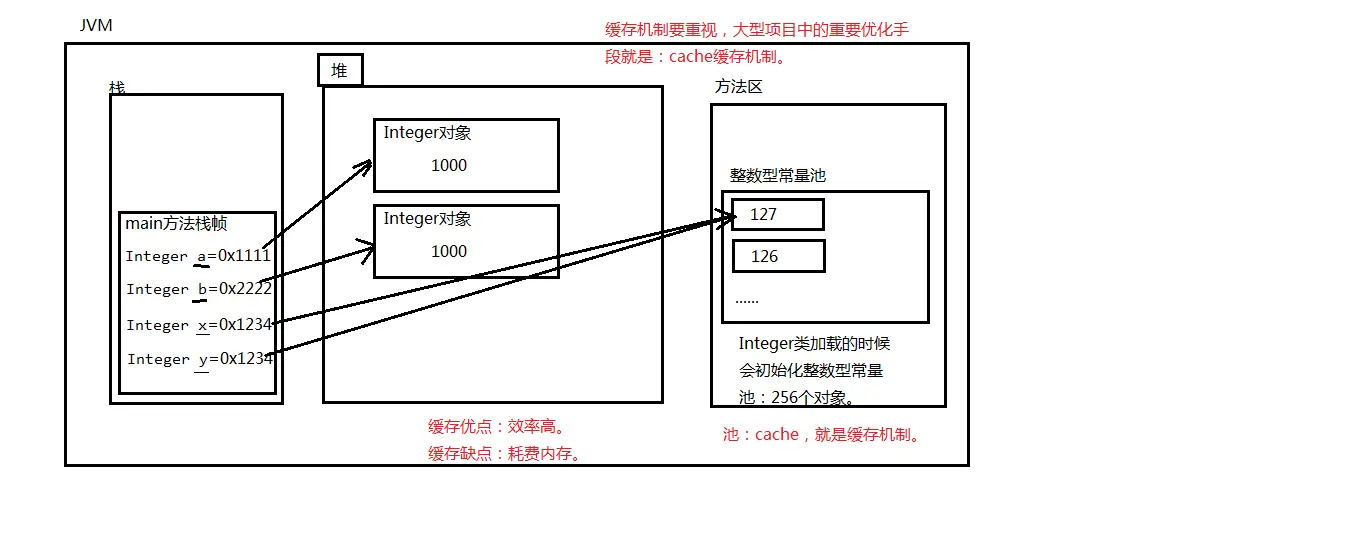 JVM
缓存机制要重视，大型项目中的重要优化手
段就是：cache缓存机制。
栈
堆
方法区
Integer对象
1000
Integer对象
1000
整数型常量池
127
126
......
main方法栈帧
Integer a=0x1111
Integer b=0x2222
Integer x=0x1234
Integer y=0x1234
Integer类加载的时候
会初始化整数型常量
池：256个对象。
缓存优点：效率高。
缓存缺点：耗费内存。
池：cache，就是缓存机制。